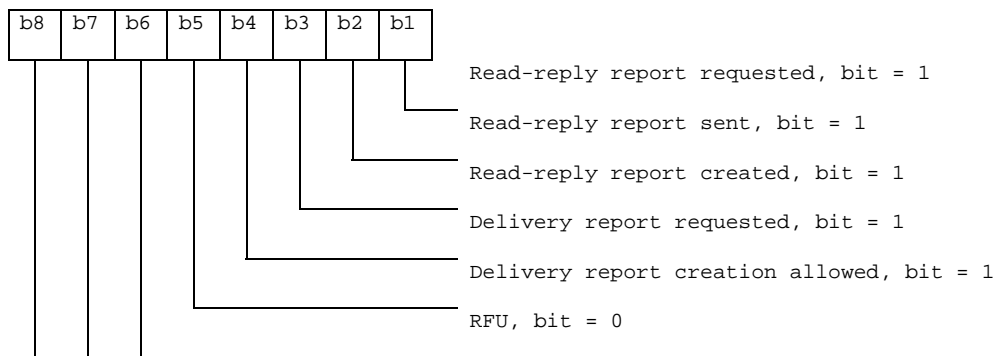 b8 b7 b6 b5 b4 b3 b2 b1
Read-reply report requested, bit = 1
Read-reply report sent, bit = 1
Read-reply report created, bit = 1
Delivery report requested, bit = 1
Delivery report creation allowed, bit = 1
RFU, bit = 0